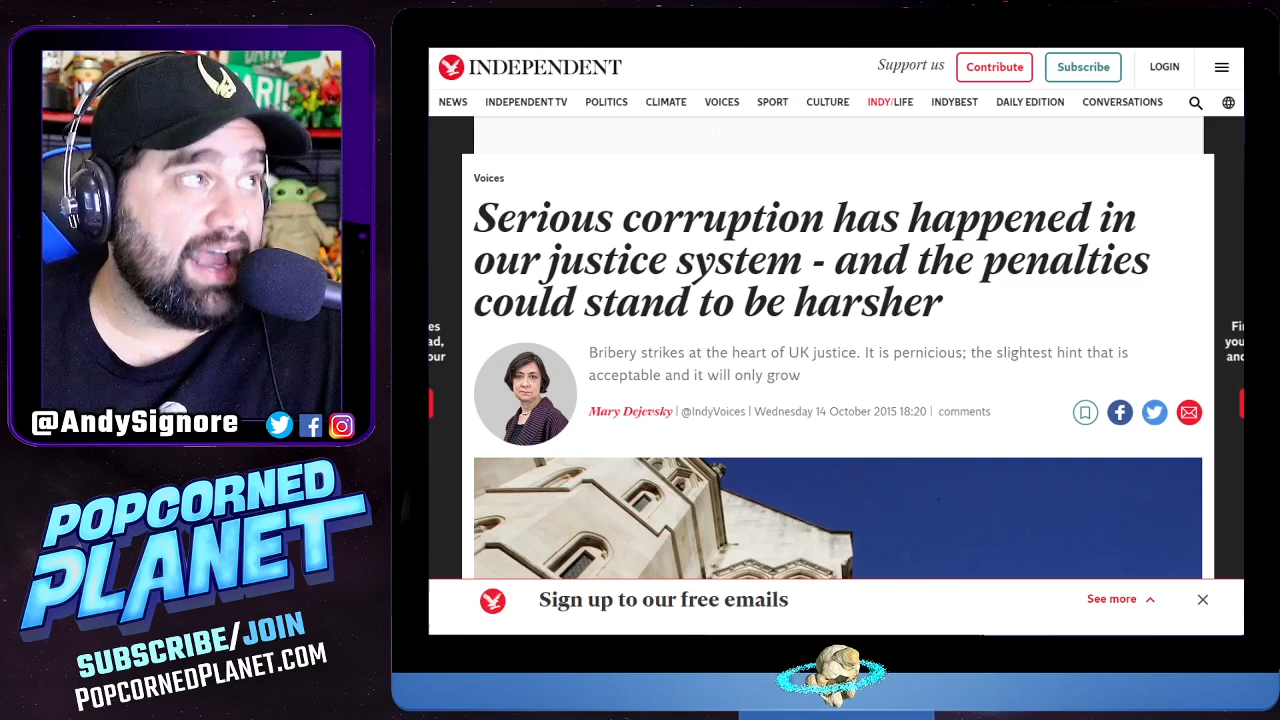 @AndySignore
POPCORNED
PLANET
SUBSCRIBE/JOIN
POPCORNEDPLANET.COM
INDEPENDENT
Support us
Contribute
Subscribe
LOGIN
NEWS INDEPENDENT TV POLITICS CLIMATE VOICES SPORT CULTURE INDY/LIFE INDYBEST DAILY EDITION CONVERSATIONS
Voices
Serious corruption has happened in
our justice system - and the penalties
could stand to be harsher
Bribery strikes at the heart of UK justice. It is pernicious; the slightest hint that is
acceptable and it will only grow
Mary Dejevsky | @IndyVoices | Wednesday 14 October 2015 18:20 | comments
Sign up to our free emails
See more